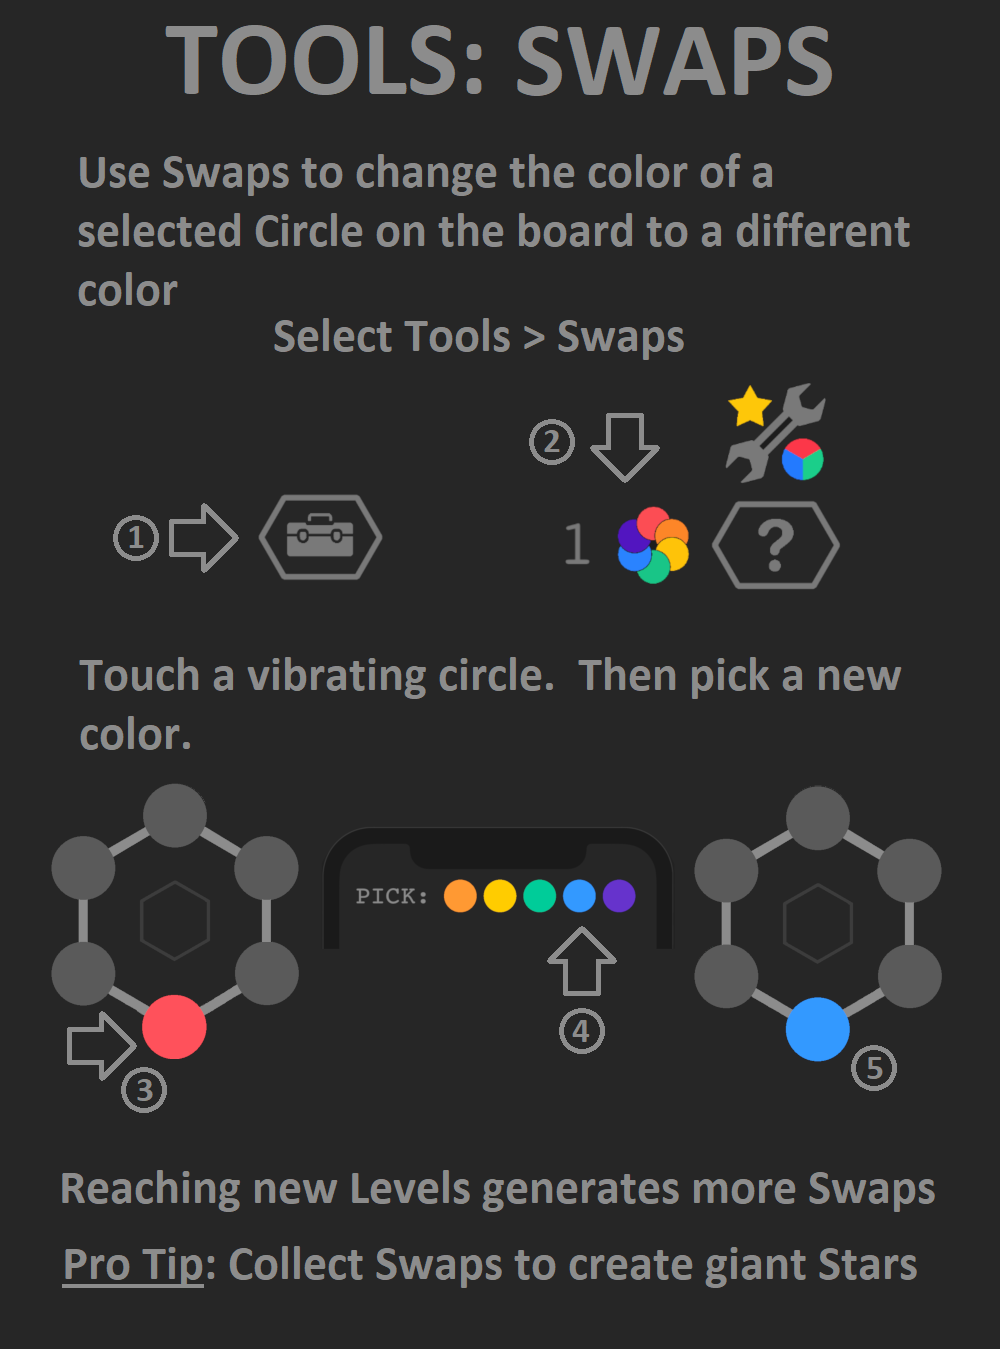 TOOLS: SWAPS
Use Swaps to change the color of a
selected Circle on the board to a different
color
Select Tools > Swaps
2
1
1
?
Touch a vibrating circle.  Then pick a new
color.
PICK:
4
3
5
Reaching new Levels generates more Swaps
Pro Tip: Collect Swaps to create giant Stars